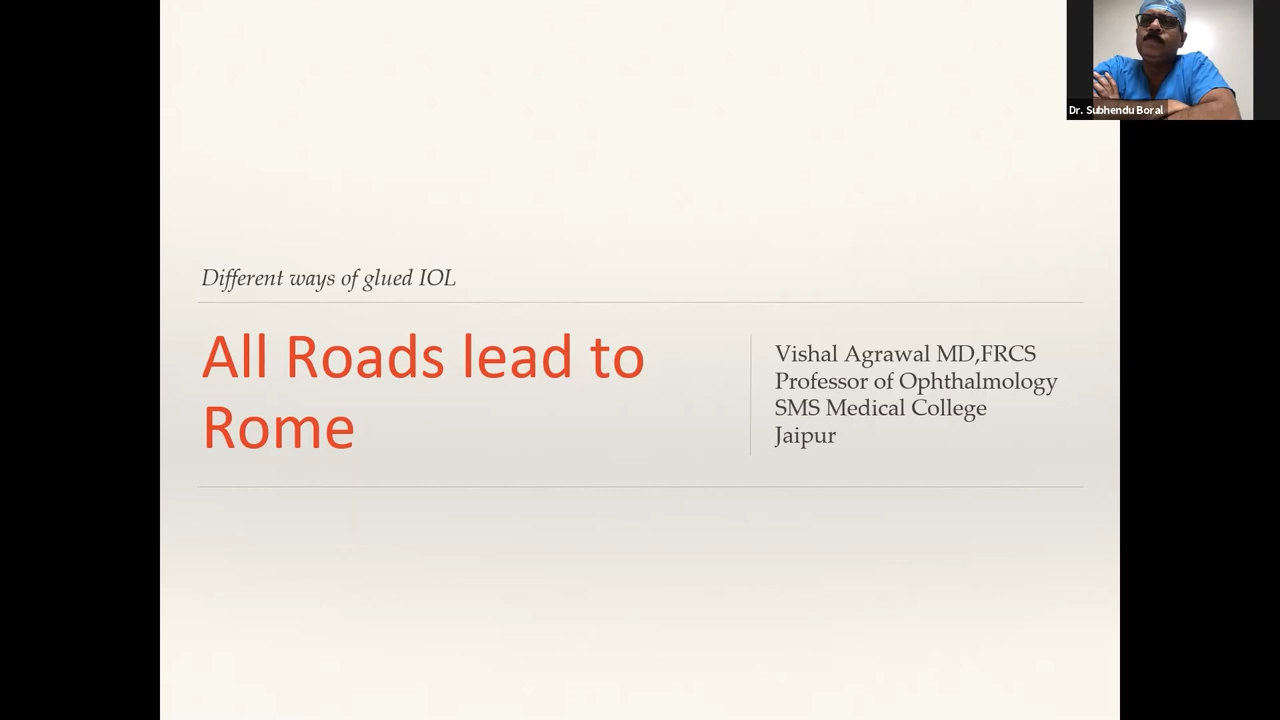 Dr. Subhendu Boral
Different ways of glued IOL
All Roads lead to
Rome
Vishal Agrawal MD,FRCS
Professor of Ophthalmology
SMS Medical College
Jaipur